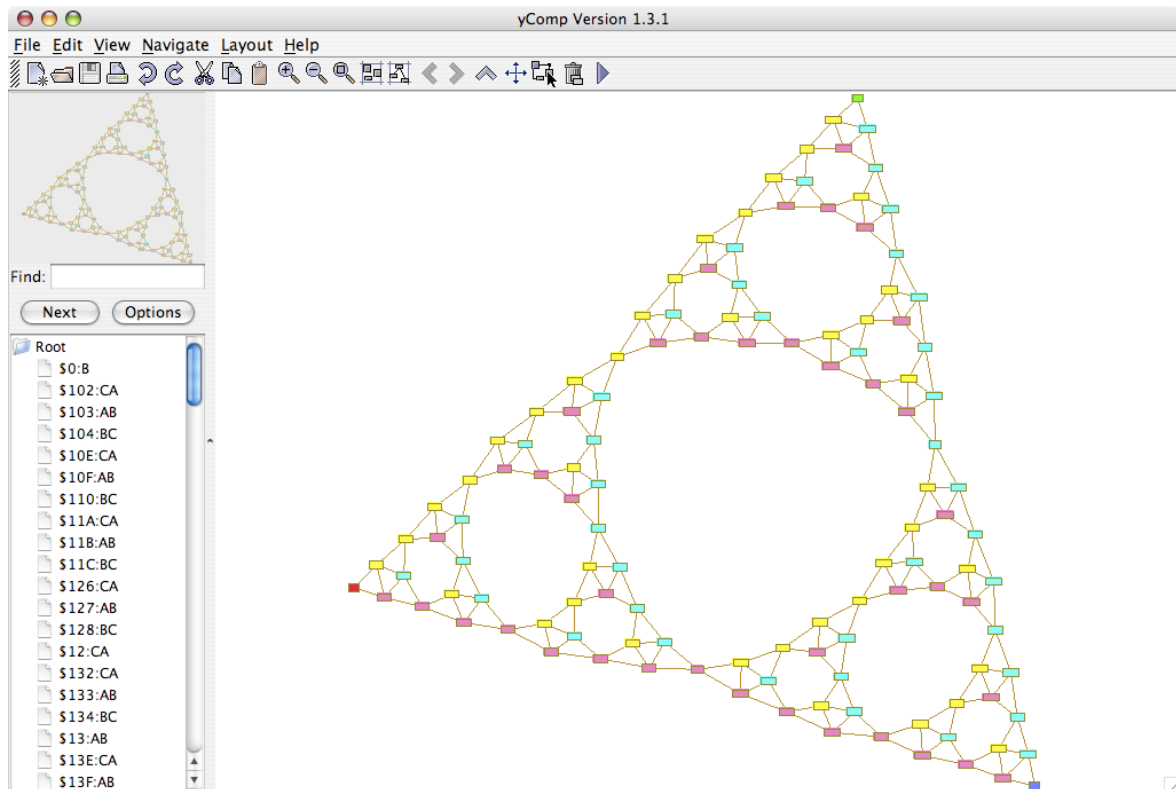 yComp Version 1.3.1
File Edit View Navigate Layout Help
Find:
Next Options
Root
$0:B
$102:CA
$103:AB
$104:BC
$10E:CA
$10F:AB
$110:BC
$11A:CA
$11B:AB
$11C:BC
$126:CA
$127:AB
$128:BC
$12:CA
$132:CA
$133:AB
$134:BC
$13:AB
$13E:CA
$13F:AB